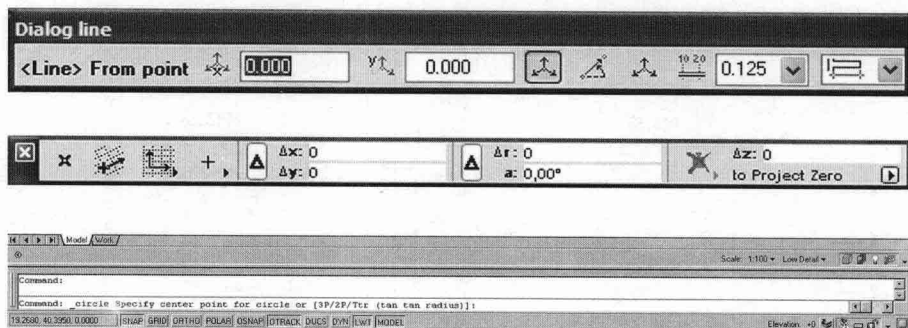 Dialog line
<Line> From point 0.000 0.000 10 20 0.125
Δx: 0 Δr: 0 Δz: 0
Δy: 0 a: 0,00° to Project Zero
Model Work
Scale: 1:100 Low Detail
Command:
Command: _circle Specify center point for circle or [3P/2P/Ttr (tan tan radius)]:
19.2680, 40.3950, 0.0000 SNAP GRID ORTHO POLAR OSNAP OTRACK DUCS DYN LWT MODEL Elevation: +0